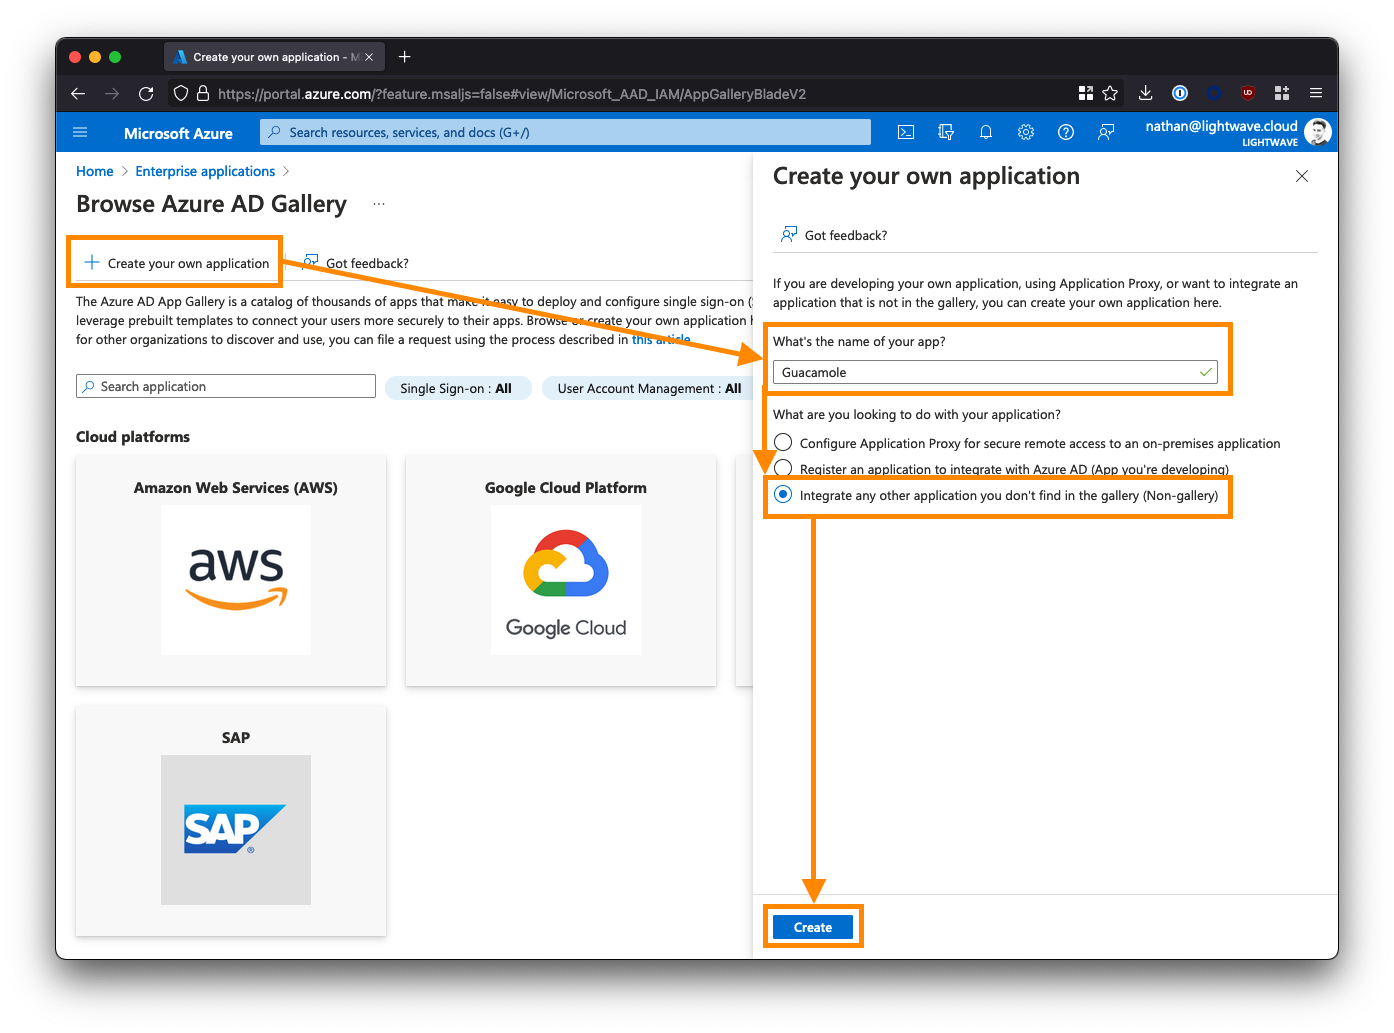 Create your own application - M
https://portal.azure.com/?feature.msaljs=false#view/Microsoft_AAD_IAM/AppGalleryBladeV2
Microsoft Azure
Search resources, services, and docs (G+/)
nathan@lightwave.cloud
LIGHTWAVE
Home > Enterprise applications >
Browse Azure AD Gallery ...
+ Create your own application
Got feedback?
The Azure AD App Gallery is a catalog of thousands of apps that make it easy to deploy and configure single sign-on (
leverage prebuilt templates to connect your users more securely to their apps. Browse or create your own application
for other organizations to discover and use, you can file a request using the process described in this article.
Search application
Single Sign-on : All
User Account Management : All
Cloud platforms
Amazon Web Services (AWS)
aws
Google Cloud Platform
Google Cloud
SAP
SAP
®
Create your own application
Got feedback?
If you are developing your own application, using Application Proxy, or want to integrate an
application that is not in the gallery, you can create your own application here.
What's the name of your app?
Guacamole
What are you looking to do with your application?
Configure Application Proxy for secure remote access to an on-premises application
Register an application to integrate with Azure AD (App you're developing)
Integrate any other application you don't find in the gallery (Non-gallery)
Create